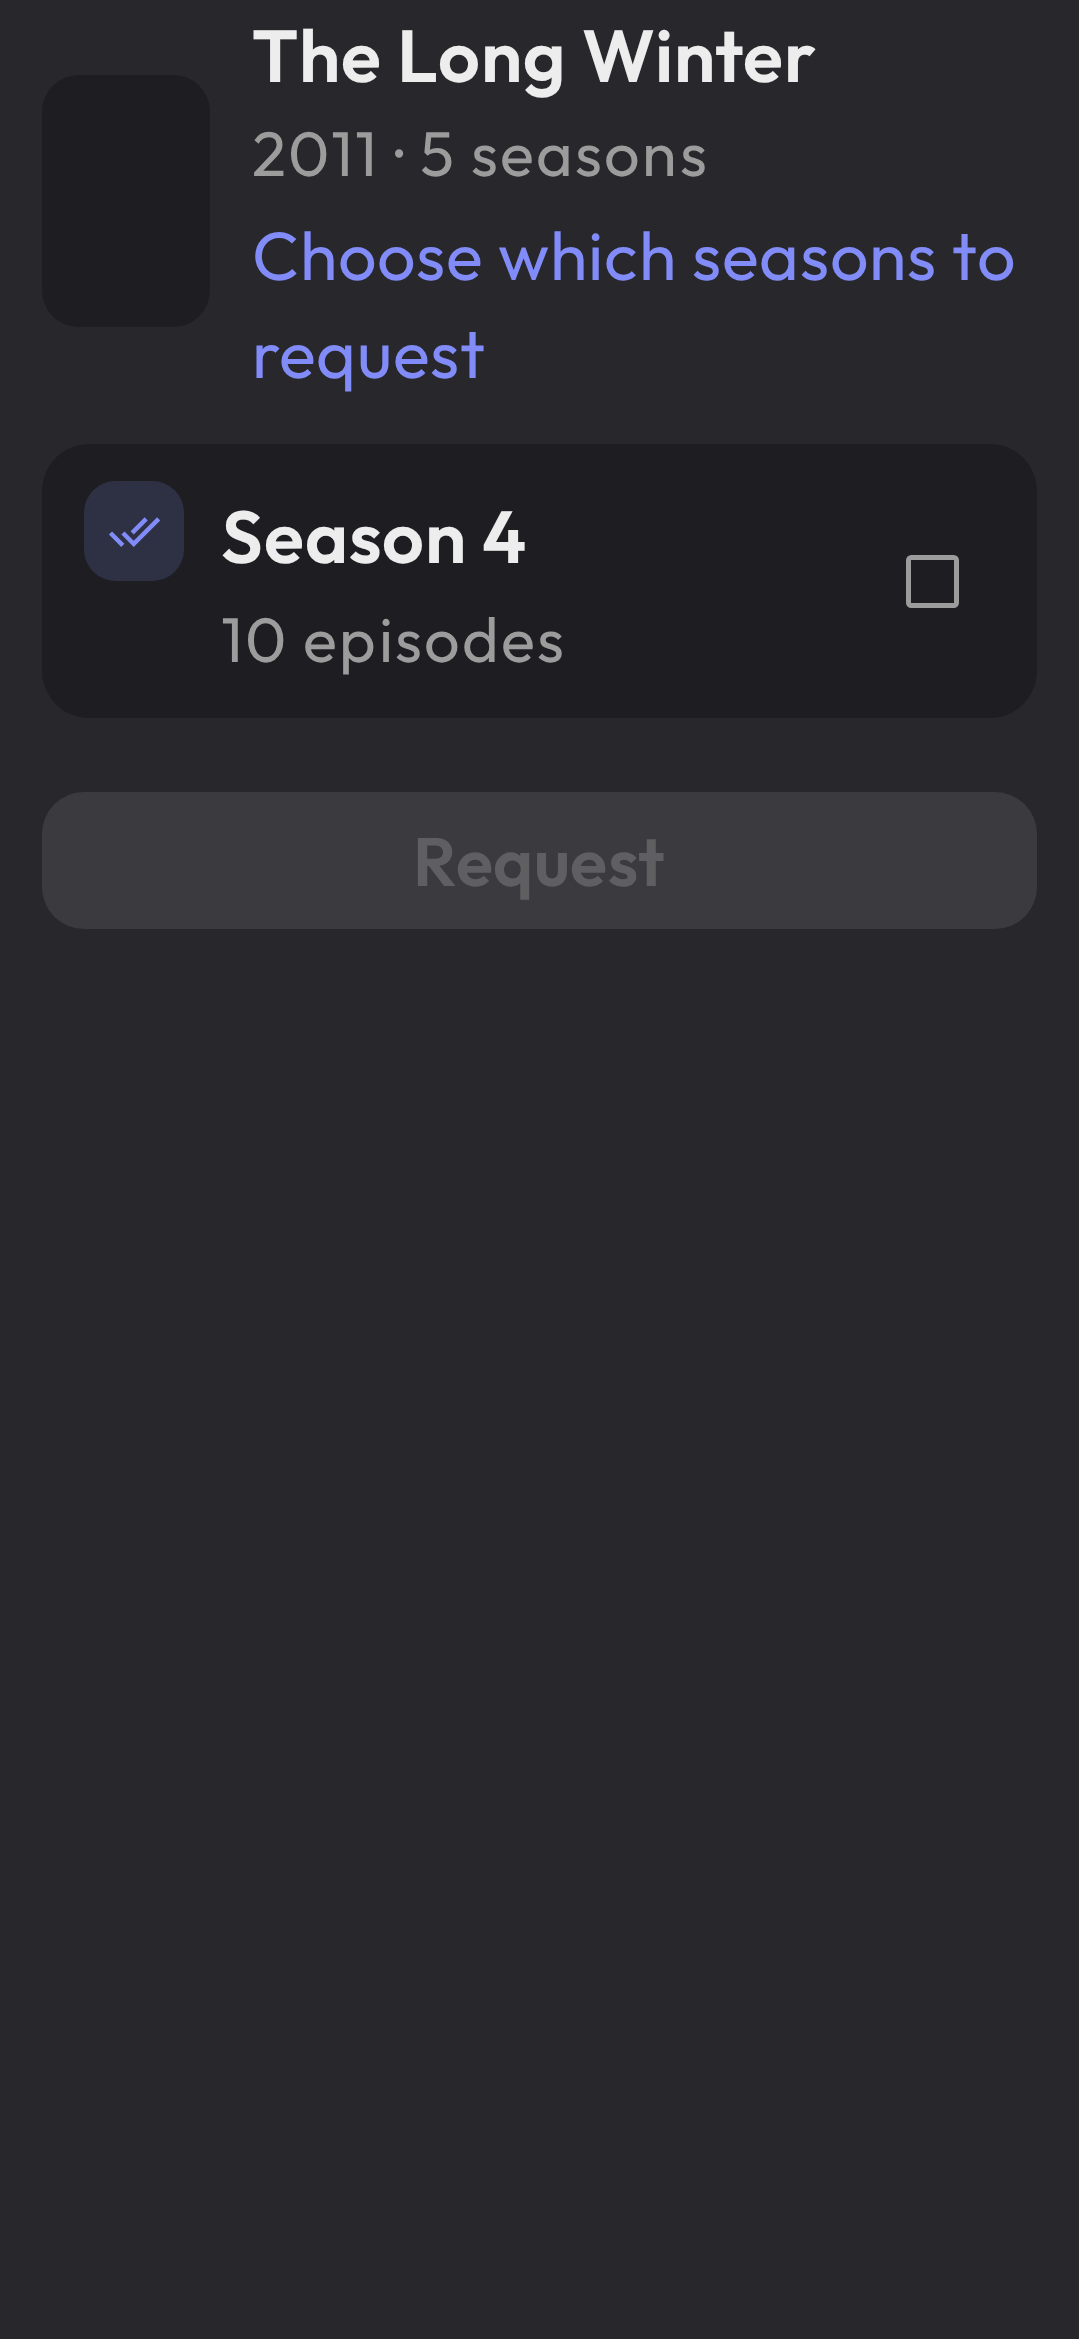 The Long Winter
2011 · 5 seasons
Choose which seasons to
request
Season 4
10 episodes
Request